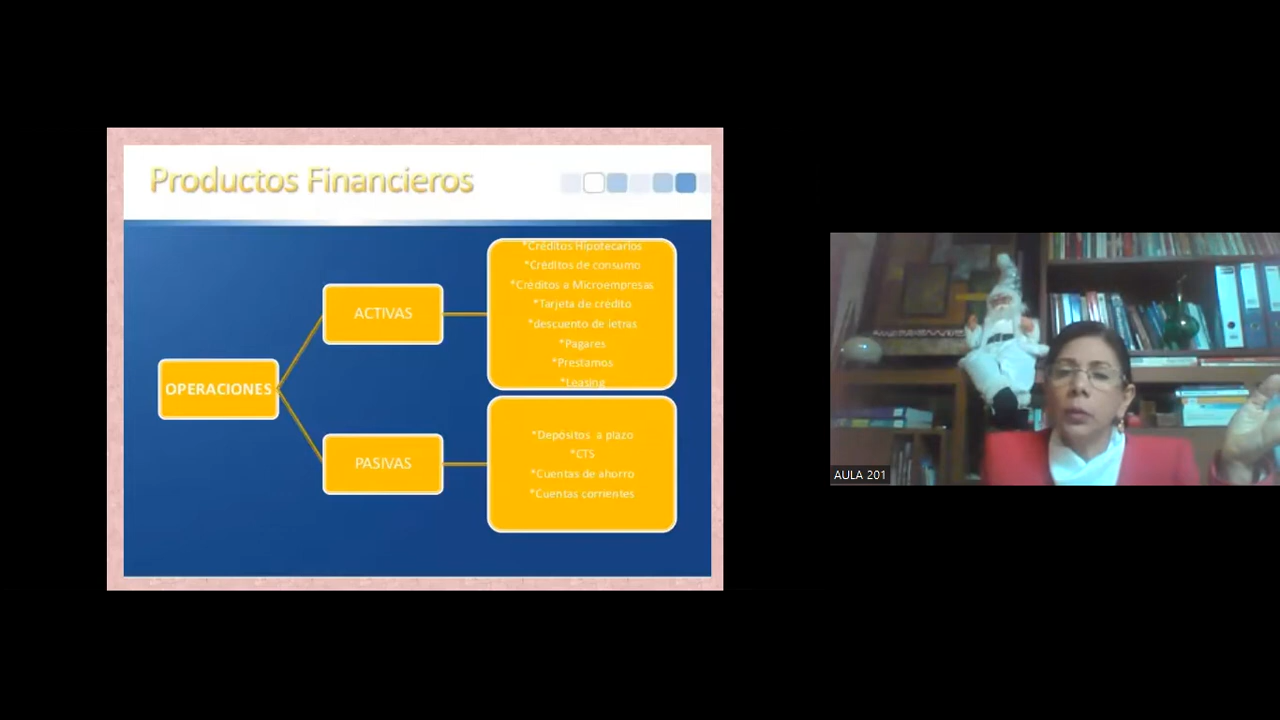 Productos Financieros
OPERACIONES
ACTIVAS
*Créditos Hipotecarios
*Créditos de consumo
*Créditos a Microempresas
*Tarjeta de crédito
*descuento de letras
*Pagares
*Prestamos
*Leasing
PASIVAS
*Depósitos a plazo
*CTS
*Cuentas de ahorro
*Cuentas corrientes
AULA 201